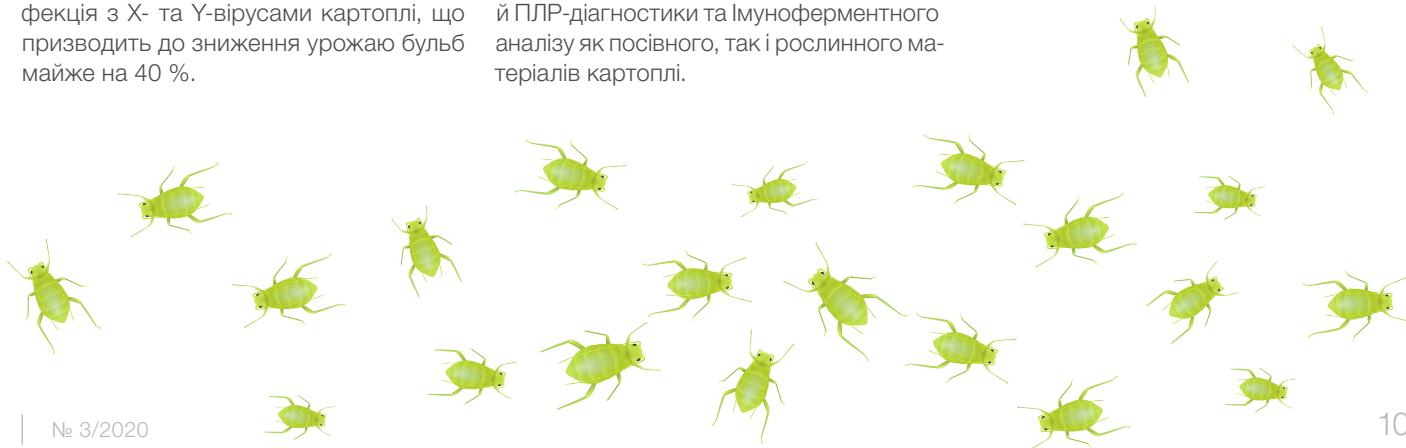 фекція з X- та Y-вірусами картоплі, що
призводить до зниження урожаю бульб
майже на 40 %.
й ПЛР-діагностики та Імуноферментного
аналізу як посівного, так і рослинного ма-
теріалів картоплі.
№ 3/2020